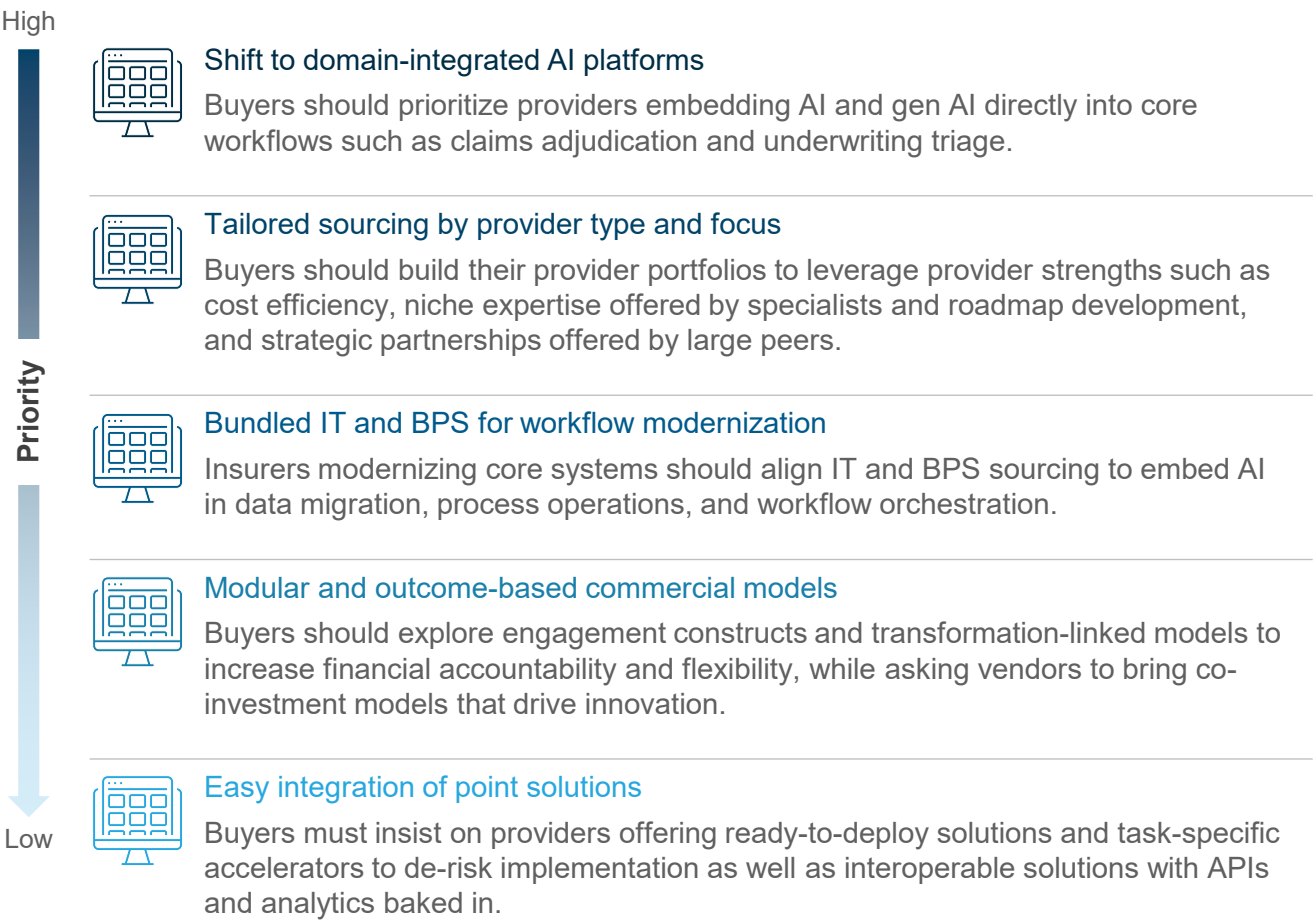 High
Shift to domain-integrated AI platforms
Buyers should prioritize providers embedding AI and gen AI directly into core
workflows such as claims adjudication and underwriting triage.
Tailored sourcing by provider type and focus
Buyers should build their provider portfolios to leverage provider strengths such as
cost efficiency, niche expertise offered by specialists and roadmap development,
and strategic partnerships offered by large peers.
Priority
Bundled IT and BPS for workflow modernization
Insurers modernizing core systems should align IT and BPS sourcing to embed AI
in data migration, process operations, and workflow orchestration.
Modular and outcome-based commercial models
Buyers should explore engagement constructs and transformation-linked models to
increase financial accountability and flexibility, while asking vendors to bring co-
investment models that drive innovation.
Easy integration of point solutions
Buyers must insist on providers offering ready-to-deploy solutions and task-specific
accelerators to de-risk implementation as well as interoperable solutions with APIs
and analytics baked in.
Low